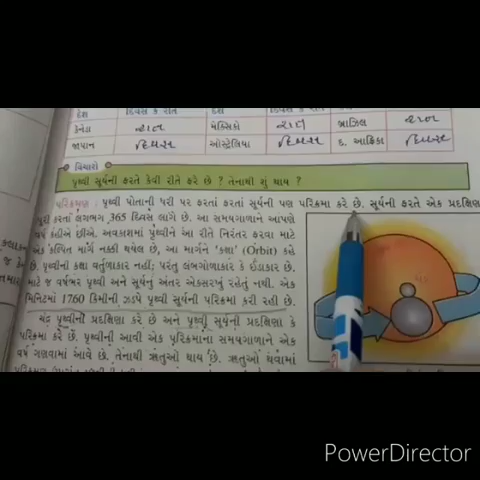 દેશ દિવસ કે રાત દેશ દિવસ કે રાત
કેનેડા રાત મૅક્સિકો રાત બ્રાઝિલ રાત
જાપાન દિવસ ઓસ્ટ્રેલિયા દિવસ દ. આફ્રિકા દિવસ
વિચારો
પૃથ્વી સૂર્યની ફરતે કેવી રીતે ફરે છે ? તેનાથી શું થાય ?
પરિક્રમણ : પૃથ્વી પોતાની ધરી પર ફરતાં ફરતાં સૂર્યની પણ પરિક્રમા કરે છે. સૂર્યની ફરતે એક પ્રદક્ષિણા
પૂરી કરતાં લગભગ 365 દિવસ લાગે છે. આ સમયગાળાને આપણે
વર્ષ કહીએ છીએ. અવકાશમાં પૃથ્વીને આ રીતે નિરંતર ફરવા માટે
એક કલ્પિત માર્ગ નક્કી થયેલ છે, આ માર્ગને 'કક્ષા' (Orbit) કહે
છે. પૃથ્વીની કક્ષા વર્તુળાકાર નહીં; પરંતુ લંબગોળાકાર કે ઈંડાકાર છે.
માટે જ વર્ષભર પૃથ્વી અને સૂર્યનું અંતર એકસરખું રહેતું નથી. એક
મિનિટમાં 1760 કિમીની ઝડપે પૃથ્વી સૂર્યની પરિક્રમા કરી રહી છે.
ચંદ્ર પૃથ્વીની પ્રદક્ષિણા કરે છે અને પૃથ્વી સૂર્યની પ્રદક્ષિણા કે
પરિક્રમા કરે છે. પૃથ્વીની આવી એક પરિક્રમાના સમયગાળાને એક
વર્ષ ગણવામાં આવે છે. તેનાથી ઋતુઓ થાય છે. ઋતુઓ થવામાં
PowerDirector